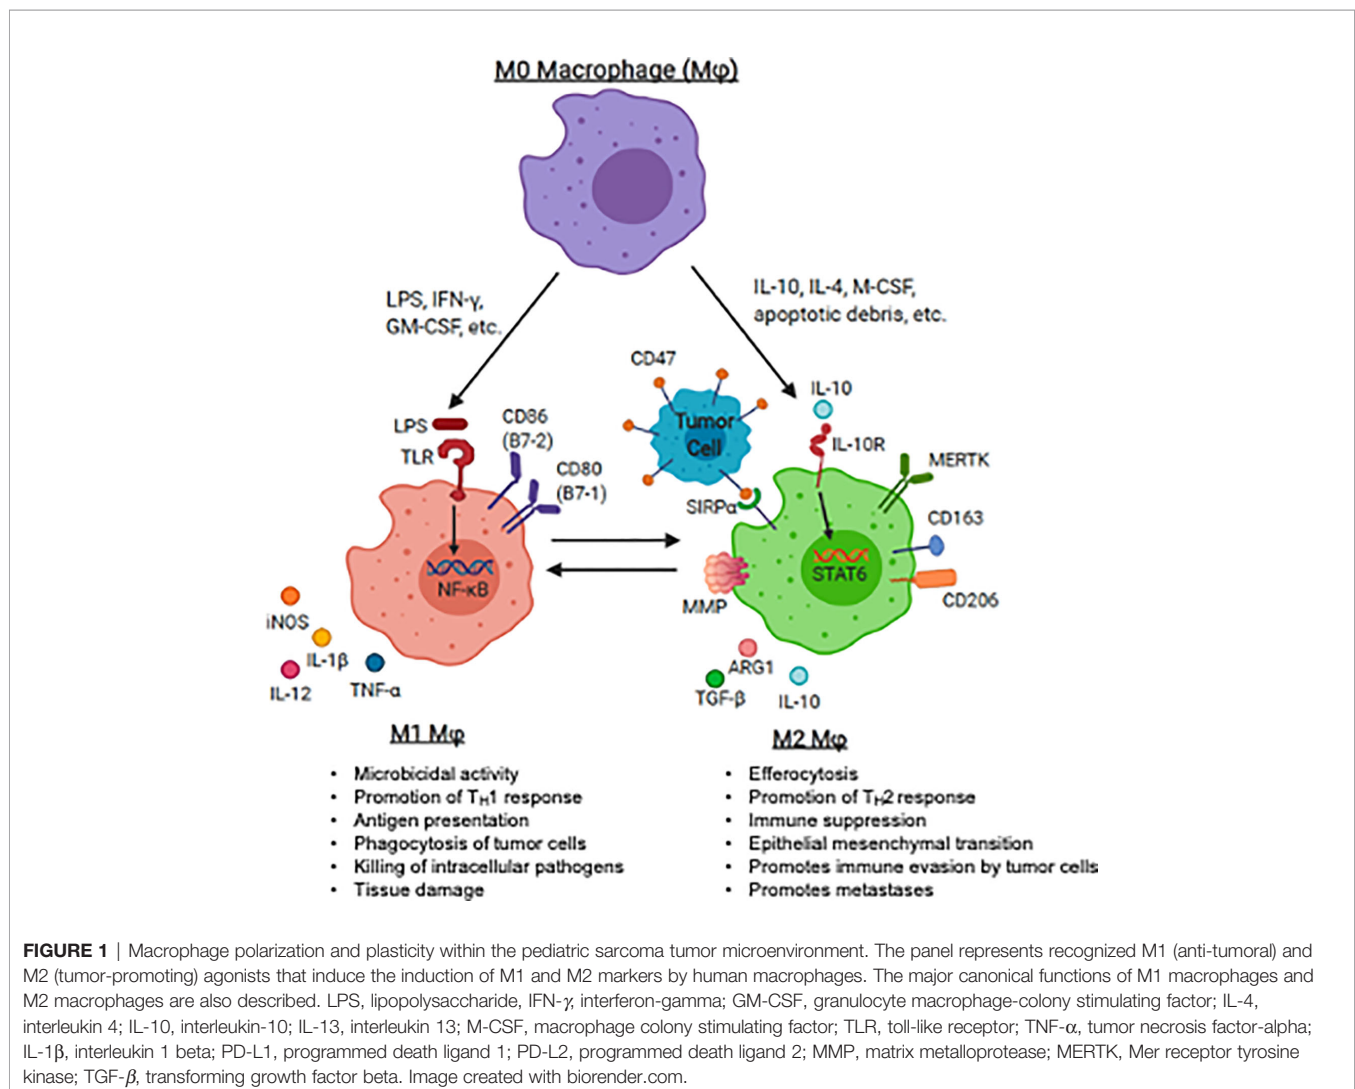 M0 Macrophage (Mφ)
LPS, IFN-γ,
GM-CSF, etc.
IL-10, IL-4, M-CSF,
apoptotic debris, etc.
CD47
IL-10
LPS
TLR
CD86
(B7-2)
CD80
(B7-1)
Tumor
Cell
IL-10R
MERTK
SIRPα
CD163
NF-κB
STAT6
CD206
MMP
iNOS
IL-1β
IL-12
TNF-α
ARG1
TGF-β
IL-10
M1 Mφ
• Microbicidal activity
• Promotion of TH1 response
• Antigen presentation
• Phagocytosis of tumor cells
• Killing of intracellular pathogens
• Tissue damage
M2 Mφ
• Efferocytosis
• Promotion of TH2 response
• Immune suppression
• Epithelial mesenchymal transition
• Promotes immune evasion by tumor cells
• Promotes metastases
FIGURE 1 | Macrophage polarization and plasticity within the pediatric sarcoma tumor microenvironment. The panel represents recognized M1 (anti-tumoral) and
M2 (tumor-promoting) agonists that induce the induction of M1 and M2 markers by human macrophages. The major canonical functions of M1 macrophages and
M2 macrophages are also described. LPS, lipopolysaccharide, IFN-γ, interferon-gamma; GM-CSF, granulocyte macrophage-colony stimulating factor; IL-4,
interleukin 4; IL-10, interleukin-10; IL-13, interleukin 13; M-CSF, macrophage colony stimulating factor; TLR, toll-like receptor; TNF-α, tumor necrosis factor-alpha;
IL-1β, interleukin 1 beta; PD-L1, programmed death ligand 1; PD-L2, programmed death ligand 2; MMP, matrix metalloprotease; MERTK, Mer receptor tyrosine
kinase; TGF-β, transforming growth factor beta. Image created with biorender.com.